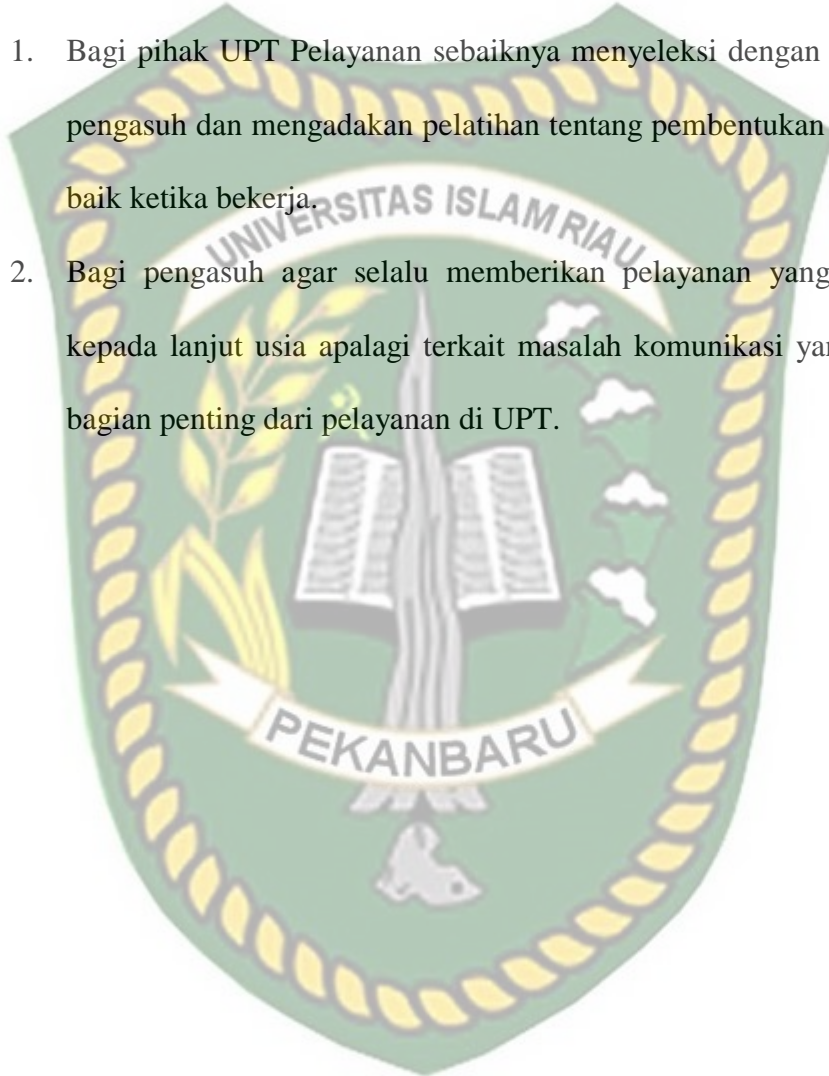 1. Bagi pihak UPT Pelayanan sebaiknya menyeleksi dengan
pengasuh dan mengadakan pelatihan tentang pembentukan
baik ketika bekerja.
UNIVERSITAS ISLAM RIAU
2. Bagi pengasuh agar selalu memberikan pelayanan yang
kepada lanjut usia apalagi terkait masalah komunikasi
bagian penting dari pelayanan di UPT.
PEKANBARU